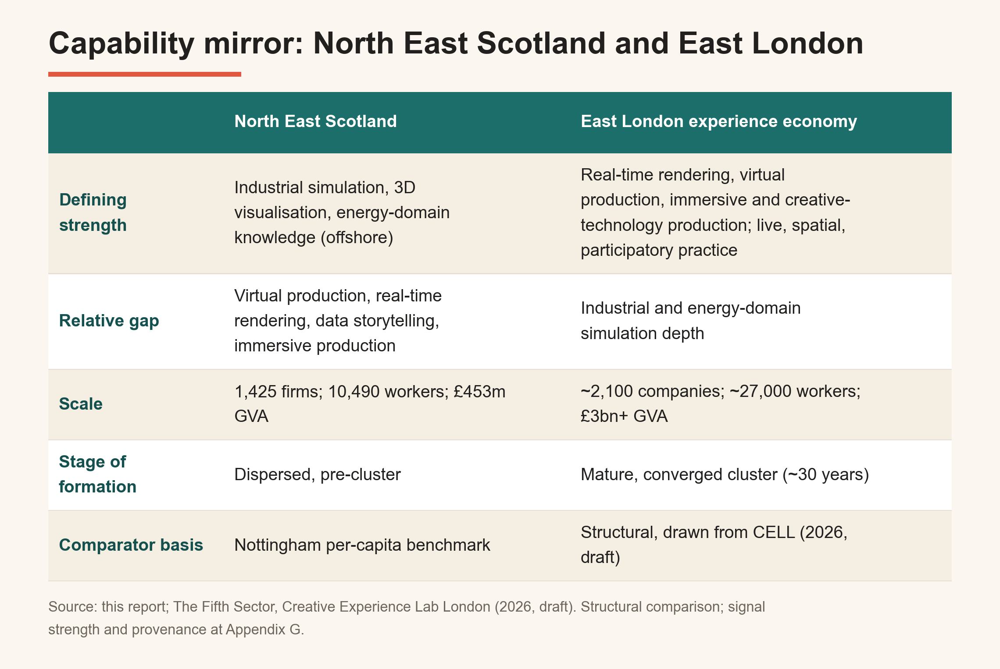 Capability mirror: North East Scotland and East London
North East Scotland
East London experience economy
Defining
strength
Industrial simulation, 3D
visualisation, energy-domain
knowledge (offshore)
Real-time rendering, virtual
production, immersive and creative-
technology production; live, spatial,
participatory practice
Relative gap
Virtual production, real-time
rendering, data storytelling,
immersive production
Industrial and energy-domain
simulation depth
Scale
1,425 firms; 10,490 workers; £453m
GVA
~2,100 companies; ~27,000 workers;
£3bn+ GVA
Stage of
formation
Dispersed, pre-cluster
Mature, converged cluster (~30 years)
Comparator basis
Nottingham per-capita benchmark
Structural, drawn from CELL (2026,
draft)
Source: this report; The Fifth Sector, Creative Experience Lab London (2026, draft). Structural comparison; signal
strength and provenance at Appendix G.